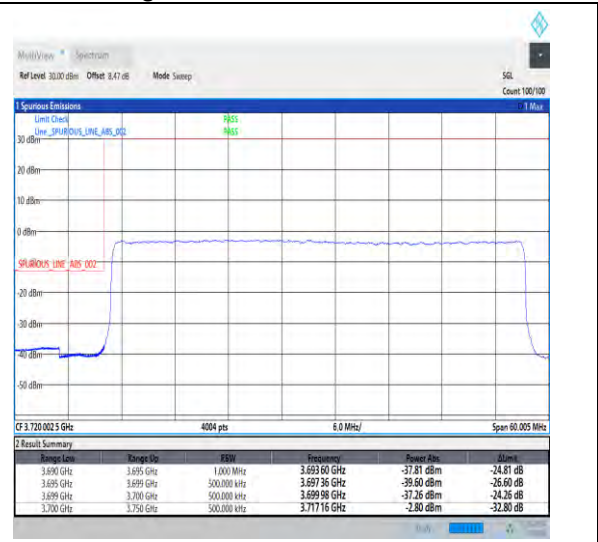 MultiView Spectrum
Ref Level 30.00 dBm Offset 8.47 dB Mode Sweep SGL
Count 100/100
1 Spurious Emissions 1 Max
Limit Check PASS
Line _SPURIOUS_LINE_ABS_002 PASS
30 dBm
20 dBm
10 dBm
0 dBm
SPURIOUS_LINE_ABS_002
-20 dBm
-30 dBm
-40 dBm
-50 dBm
CF 3.720 002 5 GHz 4004 pts 6.0 MHz/ Span 60.005 MHz
2 Result Summary
Range Low Range Up RBW Frequency Power Abs ΔLimit
3.690 GHz 3.695 GHz 1.000 MHz 3.693 60 GHz -37.81 dBm -24.81 dB
3.695 GHz 3.699 GHz 500.000 kHz 3.697 36 GHz -39.60 dBm -26.60 dB
3.699 GHz 3.700 GHz 500.000 kHz 3.699 98 GHz -37.26 dBm -24.26 dB
3.700 GHz 3.750 GHz 500.000 kHz 3.717 16 GHz -2.80 dBm -32.80 dB